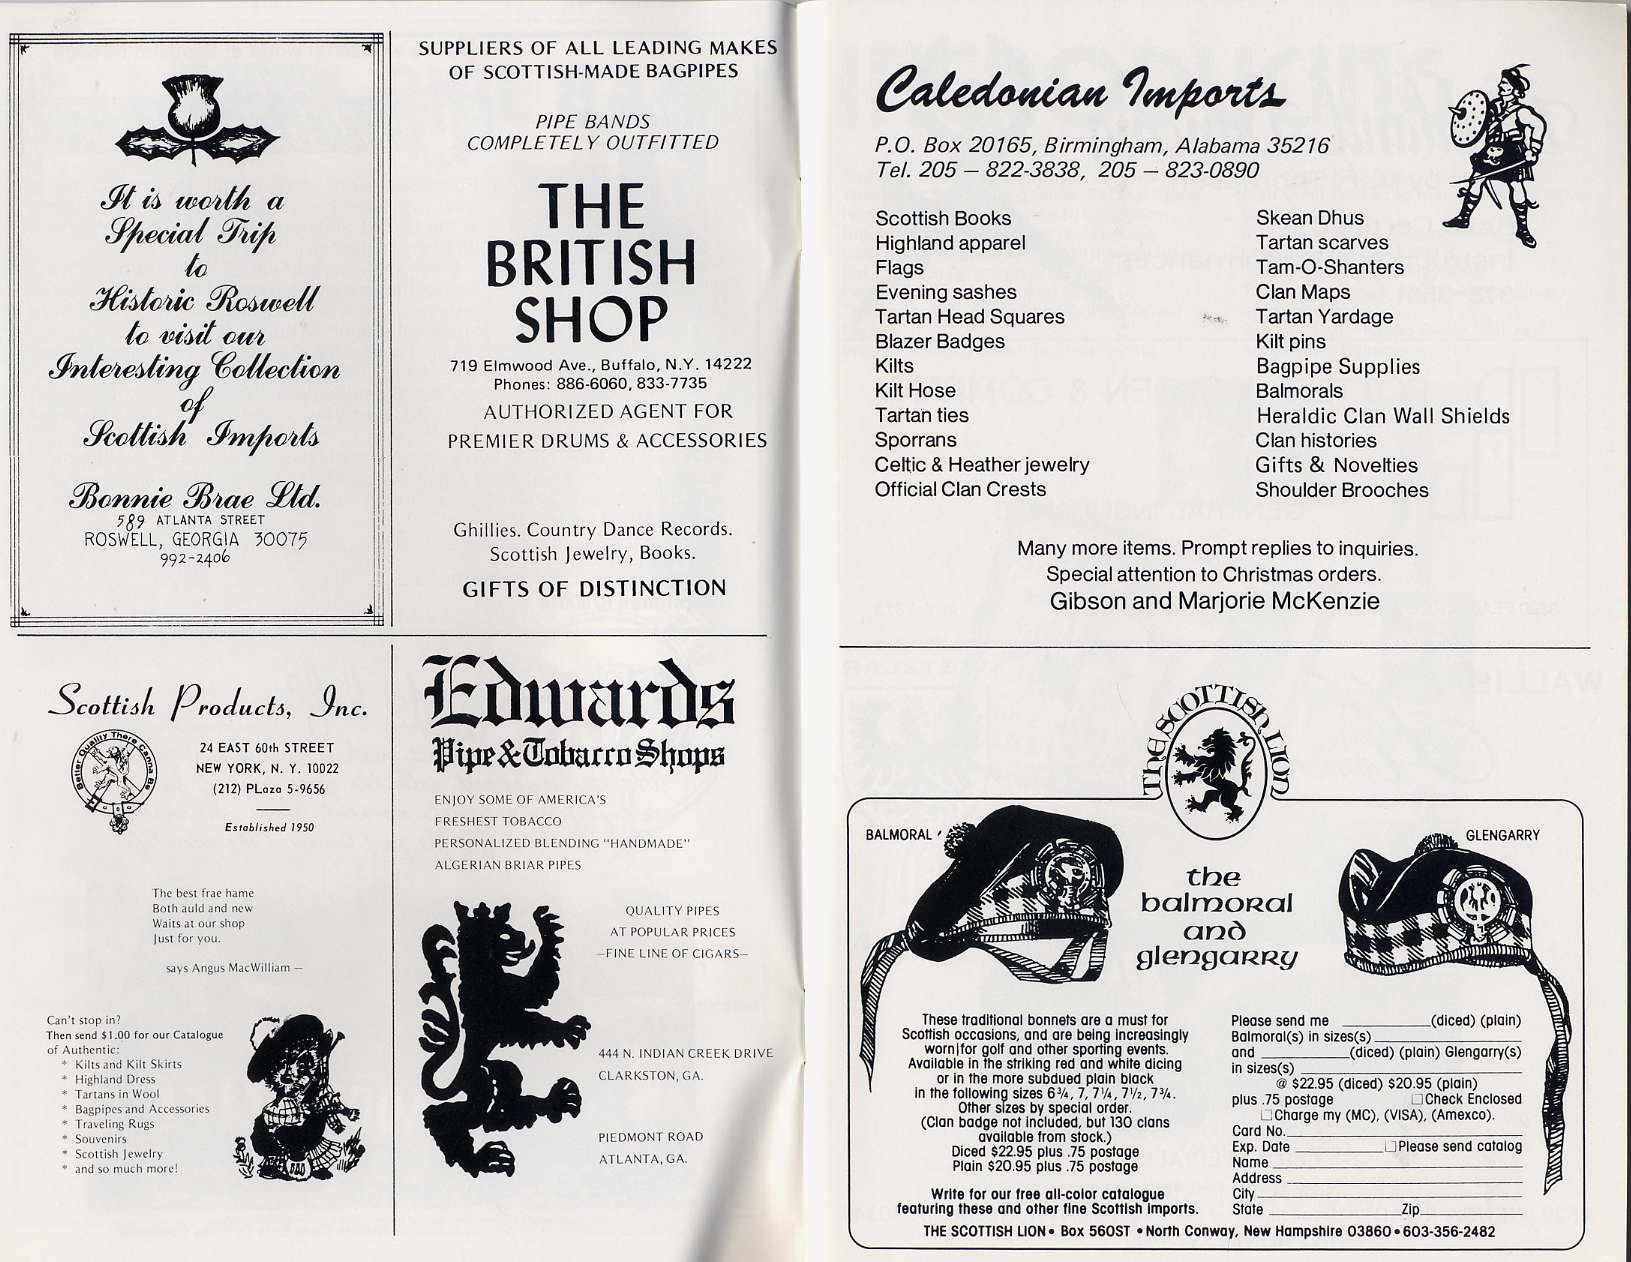 It is worth a
Special Trip
to
Historic Roswell
to visit our
Interesting Collection
of
Scottish Imports
Bonnie Brae Ltd.
589 ATLANTA STREET
ROSWELL, GEORGIA 30075
992-2406
SUPPLIERS OF ALL LEADING MAKES
OF SCOTTISH-MADE BAGPIPES
PIPE BANDS
COMPLETELY OUTFITTED
THE
BRITISH
SHOP
719 Elmwood Ave., Buffalo, N.Y. 14222
Phones: 886-6060, 833-7735
AUTHORIZED AGENT FOR
PREMIER DRUMS & ACCESSORIES
Ghillies. Country Dance Records.
Scottish Jewelry, Books.
GIFTS OF DISTINCTION
Scottish Products, Inc.
Better Quality There Canna Be
24 EAST 60th STREET
NEW YORK, N. Y. 10022
(212) PLaza 5-9656
Established 1950
The best frae hame
Both auld and new
Waits at our shop
Just for you.
says Angus MacWilliam —
Can't stop in?
Then send $1.00 for our Catalogue
of Authentic:
* Kilts and Kilt Skirts
* Highland Dress
* Tartans in Wool
* Bagpipes and Accessories
* Traveling Rugs
* Souvenirs
* Scottish Jewelry
* and so much more!
Edwards
Pipe & Tobacco Shops
ENJOY SOME OF AMERICA'S
FRESHEST TOBACCO
PERSONALIZED BLENDING "HANDMADE"
ALGERIAN BRIAR PIPES
QUALITY PIPES
AT POPULAR PRICES
—FINE LINE OF CIGARS—
444 N. INDIAN CREEK DRIVE
CLARKSTON, GA.
PIEDMONT ROAD
ATLANTA, GA.
Caledonian Imports
P.O. Box 20165, Birmingham, Alabama 35216
Tel. 205 — 822-3838, 205 — 823-0890
Scottish Books
Highland apparel
Flags
Evening sashes
Tartan Head Squares
Blazer Badges
Kilts
Kilt Hose
Tartan ties
Sporrans
Celtic & Heather jewelry
Official Clan Crests
Skean Dhus
Tartan scarves
Tam-O-Shanters
Clan Maps
Tartan Yardage
Kilt pins
Bagpipe Supplies
Balmorals
Heraldic Clan Wall Shields
Clan histories
Gifts & Novelties
Shoulder Brooches
Many more items. Prompt replies to inquiries.
Special attention to Christmas orders.
Gibson and Marjorie McKenzie
THE SCOTTISH LION
BALMORAL
GLENGARRY
the
balmoral
and
glengarry
These traditional bonnets are a must for
Scottish occasions, and are being increasingly
worn for golf and other sporting events.
Available in the striking red and white dicing
or in the more subdued plain black
in the following sizes 6¾, 7, 7¼, 7½, 7¾.
Other sizes by special order.
(Clan badge not included, but 130 clans
available from stock.)
Diced $22.95 plus .75 postage
Plain $20.95 plus .75 postage
Write for our free all-color catalogue
featuring these and other fine Scottish imports.
Please send me ____________(diced) (plain)
Balmoral(s) in sizes(s)____________
and ____________(diced) (plain) Glengarry(s)
in sizes(s) ____________
@ $22.95 (diced) $20.95 (plain)
plus .75 postage ☐Check Enclosed
☐Charge my (MC), (VISA), (Amexco).
Card No.____________
Exp. Date ____________☐Please send catalog
Name____________
Address____________
City____________
State____________Zip____________
THE SCOTTISH LION • Box 56OST • North Conway, New Hampshire 03860 • 603-356-2482